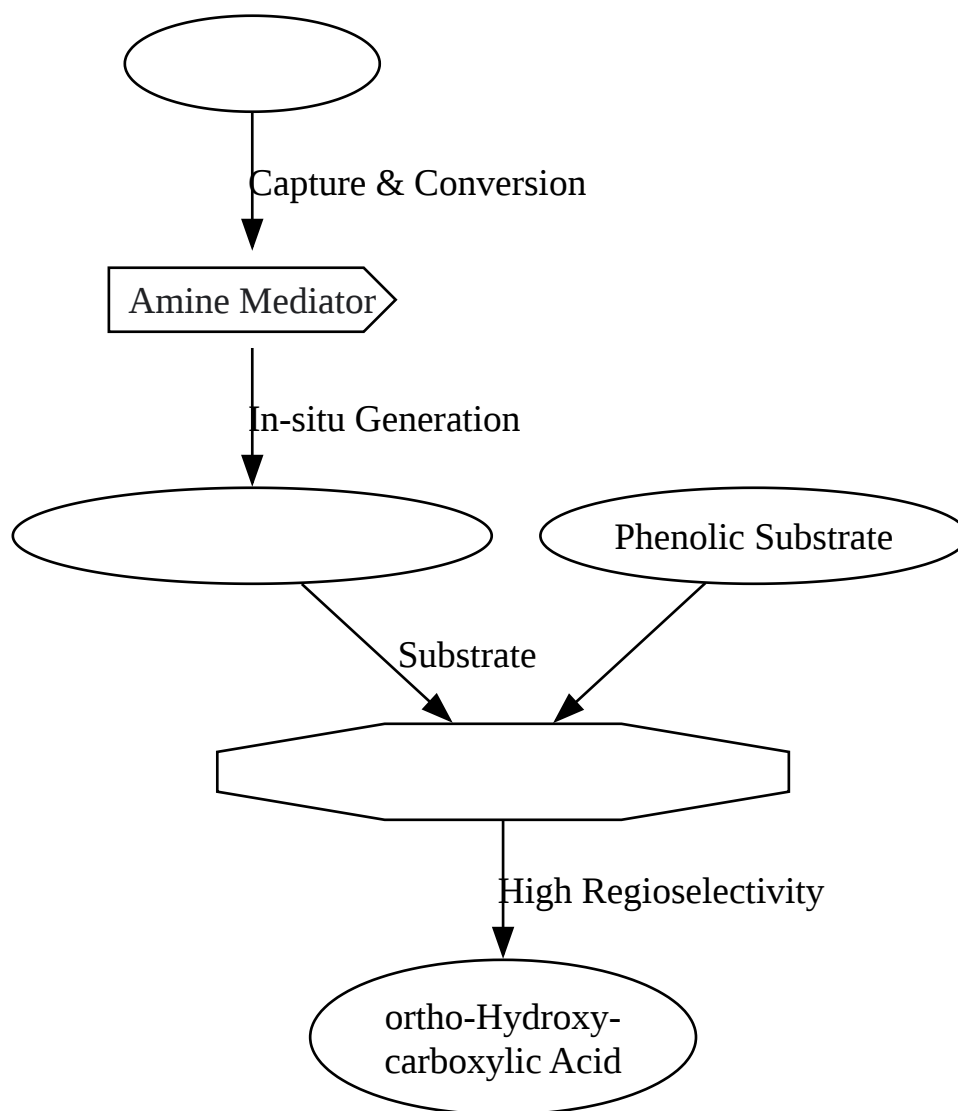 Capture & Conversion
Amine Mediator
In-situ Generation
Phenolic Substrate
Substrate
High Regioselectivity
ortho-Hydroxy-
carboxylic Acid